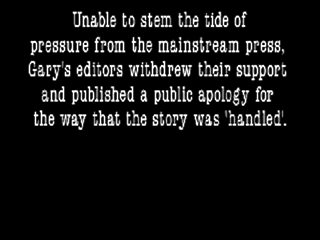 Unable to stem the tide of
pressure from the mainstream press,
Gary's editors withdrew their support
and published a public apology for
the way that the story was 'handled'.